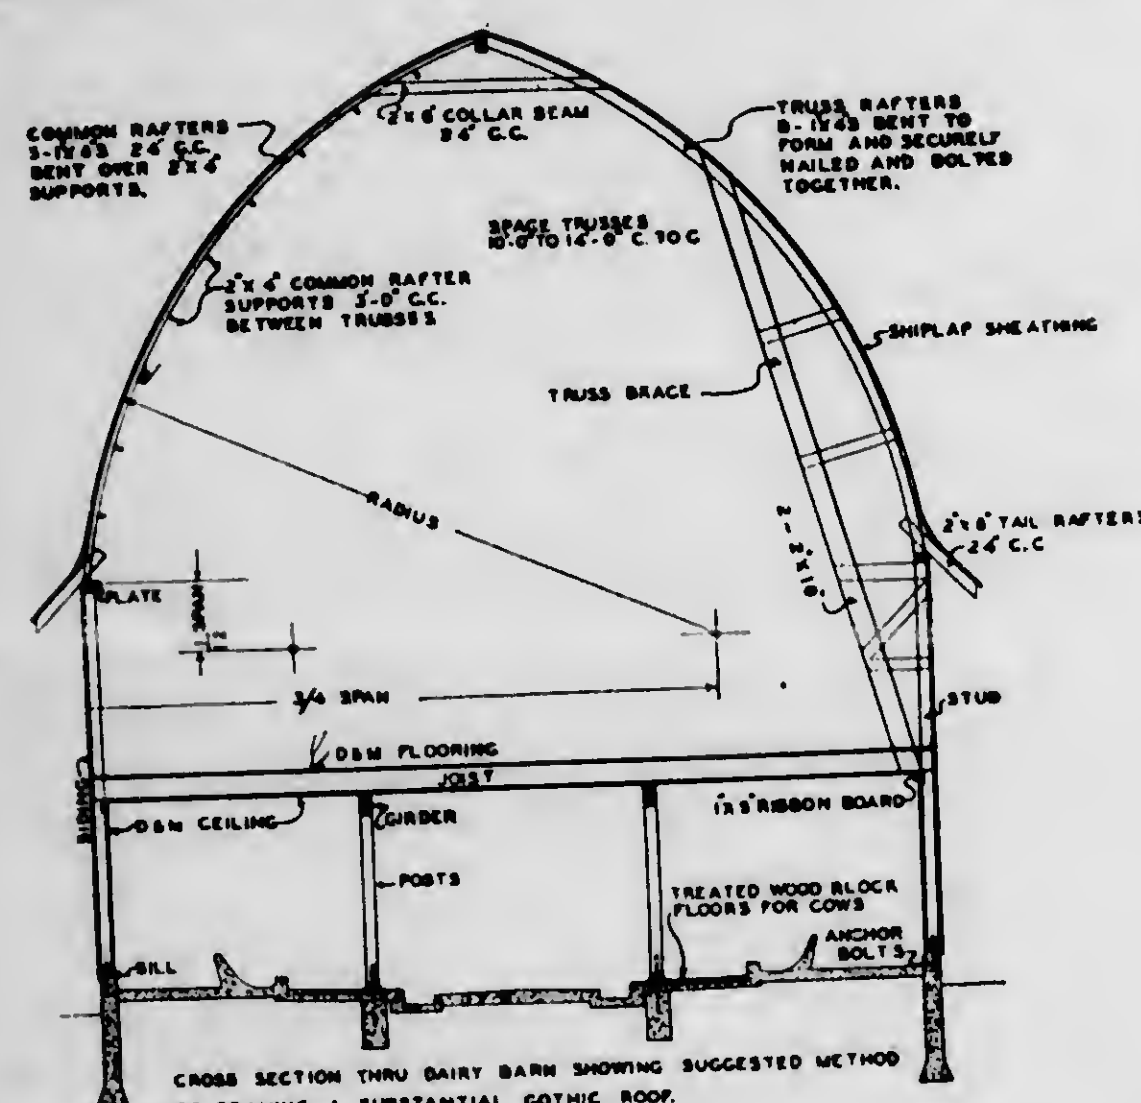 COMMON RAFTERS
3-1X4'S 24" C.C.
BENT OVER 2"X4"
SUPPORTS.
2"X6" COLLAR BEAM
24" C.C.
TRUSS RAFTERS
8-1X4'S BENT TO
FORM AND SECURELY
NAILED AND BOLTED
TOGETHER.
SPACE TRUSSES
10'-0" TO 14'-0" C. TO C
2"X4" COMMON RAFTER
SUPPORTS 3'-0" C.C.
BETWEEN TRUSSES
SHIPLAP SHEATHING
TRUSS BRACE
RADIUS
2"X8" TAIL RAFTERS
24" C.C
2-2"X10"
PLATE
SPAN
3/4 SPAN
STUD
D&M FLOORING
JOIST
SIDING
D&M CEILING
GIRDER
1"X8" RIBBON BOARD
POSTS
TREATED WOOD BLOCK
FLOORS FOR COWS
ANCHOR
BOLTS
SILL
CROSS SECTION THRU DAIRY BARN SHOWING SUGGESTED METHOD
A SUBSTANTIAL GOTHIC ROOF.